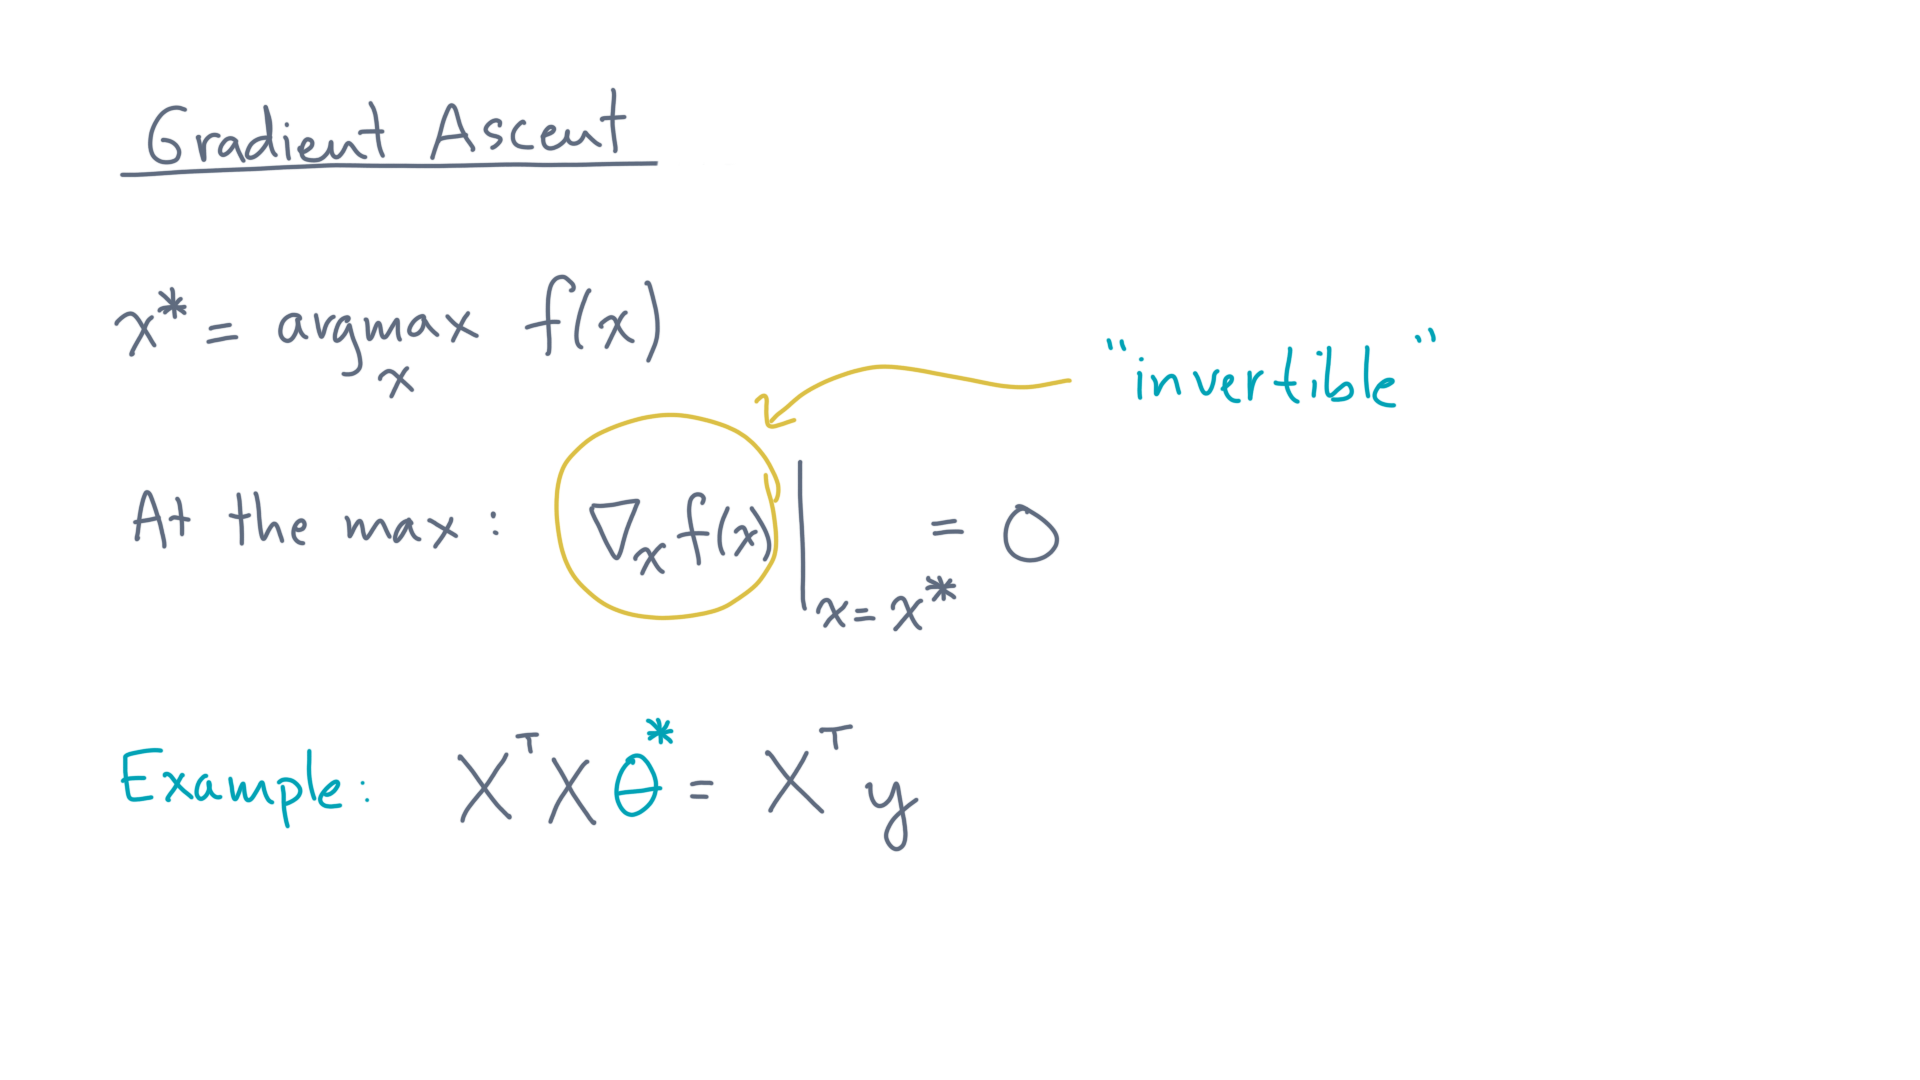 Gradient Ascent
x* = argmax f(x)
x
"invertible"
At the max: ∇ₓ f(x) | = 0
x = x*
Example: XᵀXθ* = Xᵀy